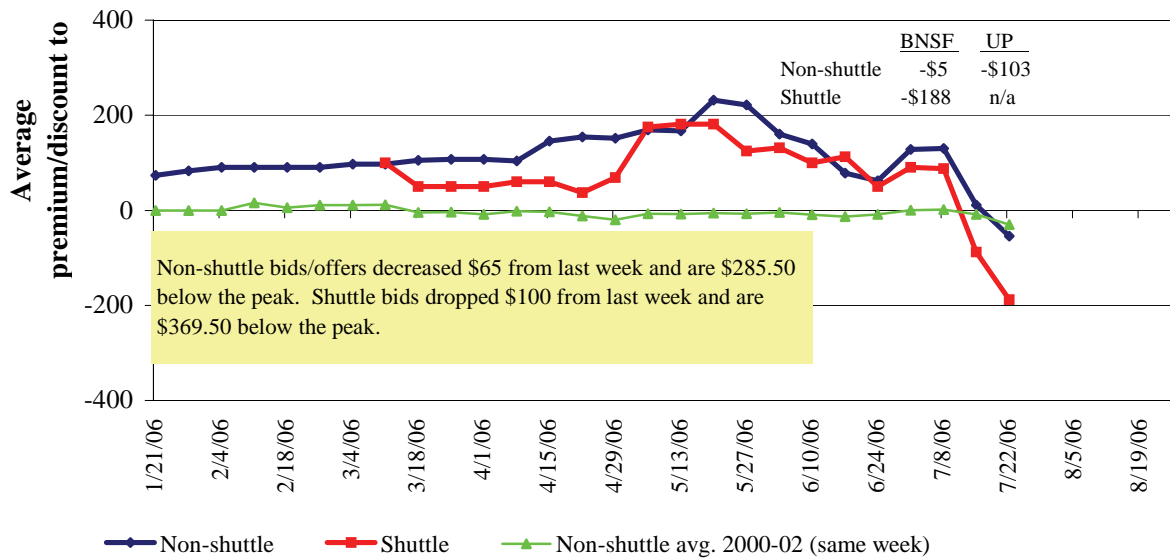 Average
premium/discount to
400
200
0
-200
-400
BNSF UP
Non-shuttle -$5 -$103
Shuttle -$188 n/a
Non-shuttle bids/offers decreased $65 from last week and are $285.50
below the peak. Shuttle bids dropped $100 from last week and are
$369.50 below the peak.
1/21/06
2/4/06
2/18/06
3/4/06
3/18/06
4/1/06
4/15/06
4/29/06
5/13/06
5/27/06
6/10/06
6/24/06
7/8/06
7/22/06
8/5/06
8/19/06
Non-shuttle Shuttle Non-shuttle avg. 2000-02 (same week)